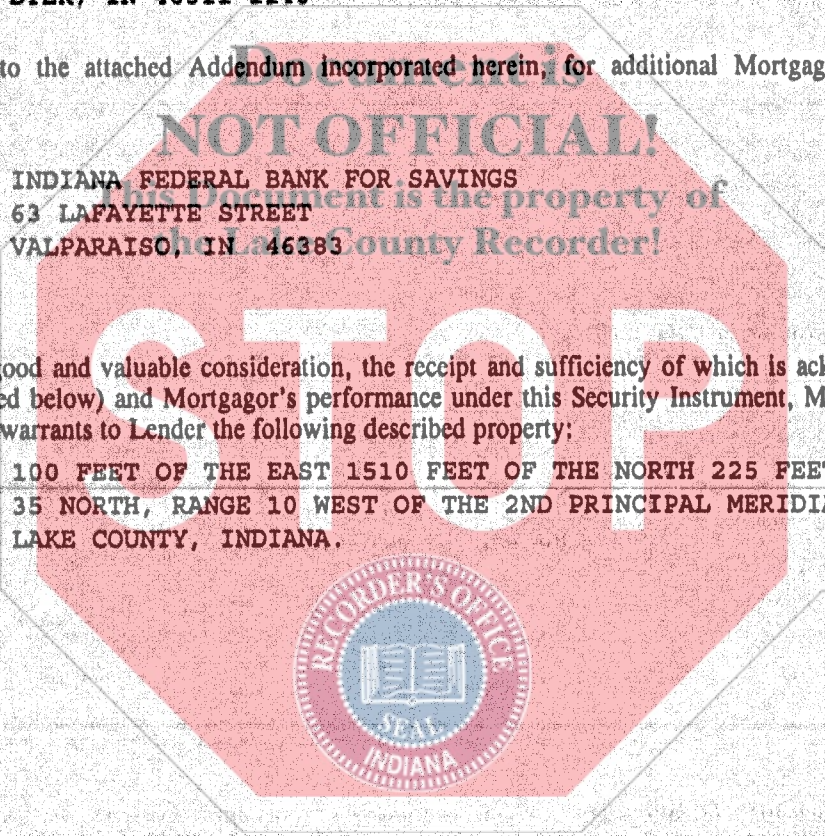 to the attached Addendum incorporated herein, for additional Mortgag
Document is
NOT OFFICIAL!
INDIANA FEDERAL BANK FOR SAVINGS
This Document is the property of
63 LAFAYETTE STREET
the Lake County Recorder!
VALPARAISO, IN 46383
STOP
good and valuable consideration, the receipt and sufficiency of which is ack
ed below) and Mortgagor's performance under this Security Instrument, M
warrants to Lender the following described property:
100 FEET OF THE EAST 1510 FEET OF THE NORTH 225 FEET
35 NORTH, RANGE 10 WEST OF THE 2ND PRINCIPAL MERIDIA
LAKE COUNTY, INDIANA.
RECORDER'S OFFICE
SEAL
INDIANA